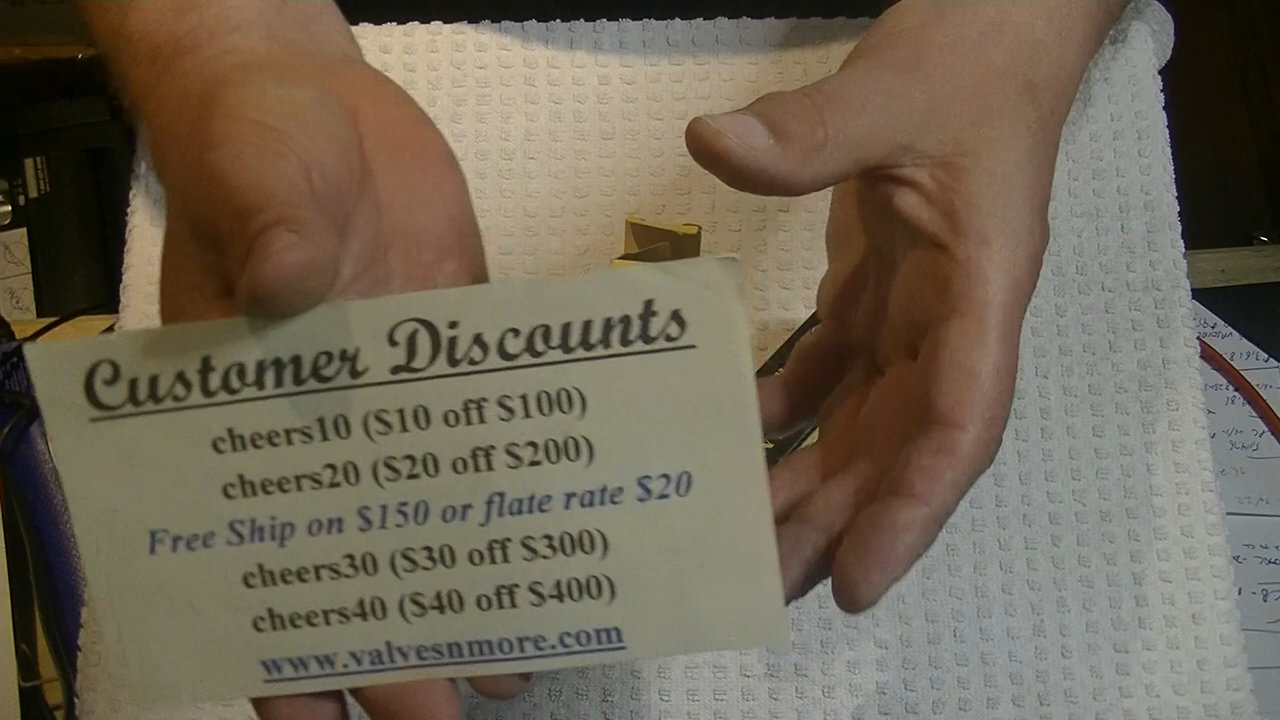 Customer Discounts
cheers10 ($10 off $100)
cheers20 ($20 off $200)
Free Ship on $150 or flate rate $20
cheers30 ($30 off $300)
cheers40 ($40 off $400)
www.valvesnmore.com